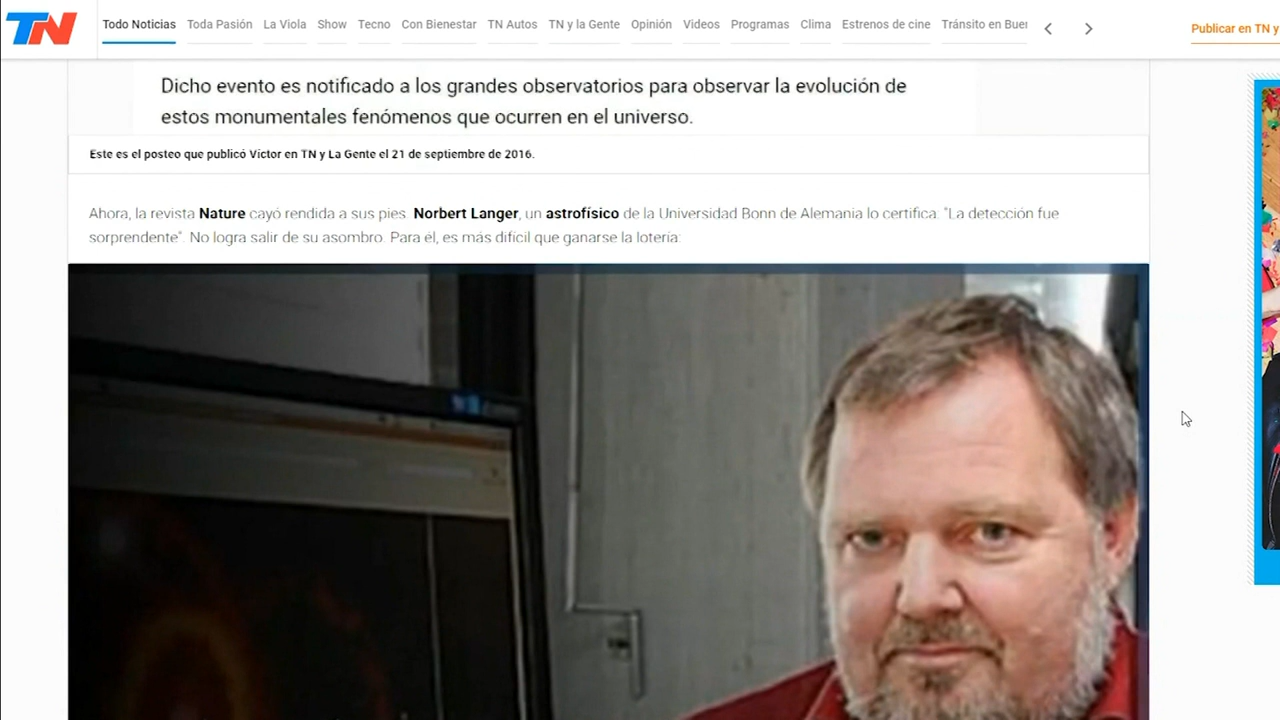 TN
Todo Noticias Toda Pasión La Viola Show Tecno Con Bienestar TN Autos TN y la Gente Opinión Videos Programas Clima Estrenos de cine Tránsito en Buer
Publicar en TN y
Dicho evento es notificado a los grandes observatorios para observar la evolución de
estos monumentales fenómenos que ocurren en el universo.
Este es el posteo que publicó Víctor en TN y La Gente el 21 de septiembre de 2016.
Ahora, la revista Nature cayó rendida a sus pies. Norbert Langer, un astrofísico de la Universidad Bonn de Alemania lo certifica: "La detección fue
sorprendente". No logra salir de su asombro. Para él, es más difícil que ganarse la lotería: